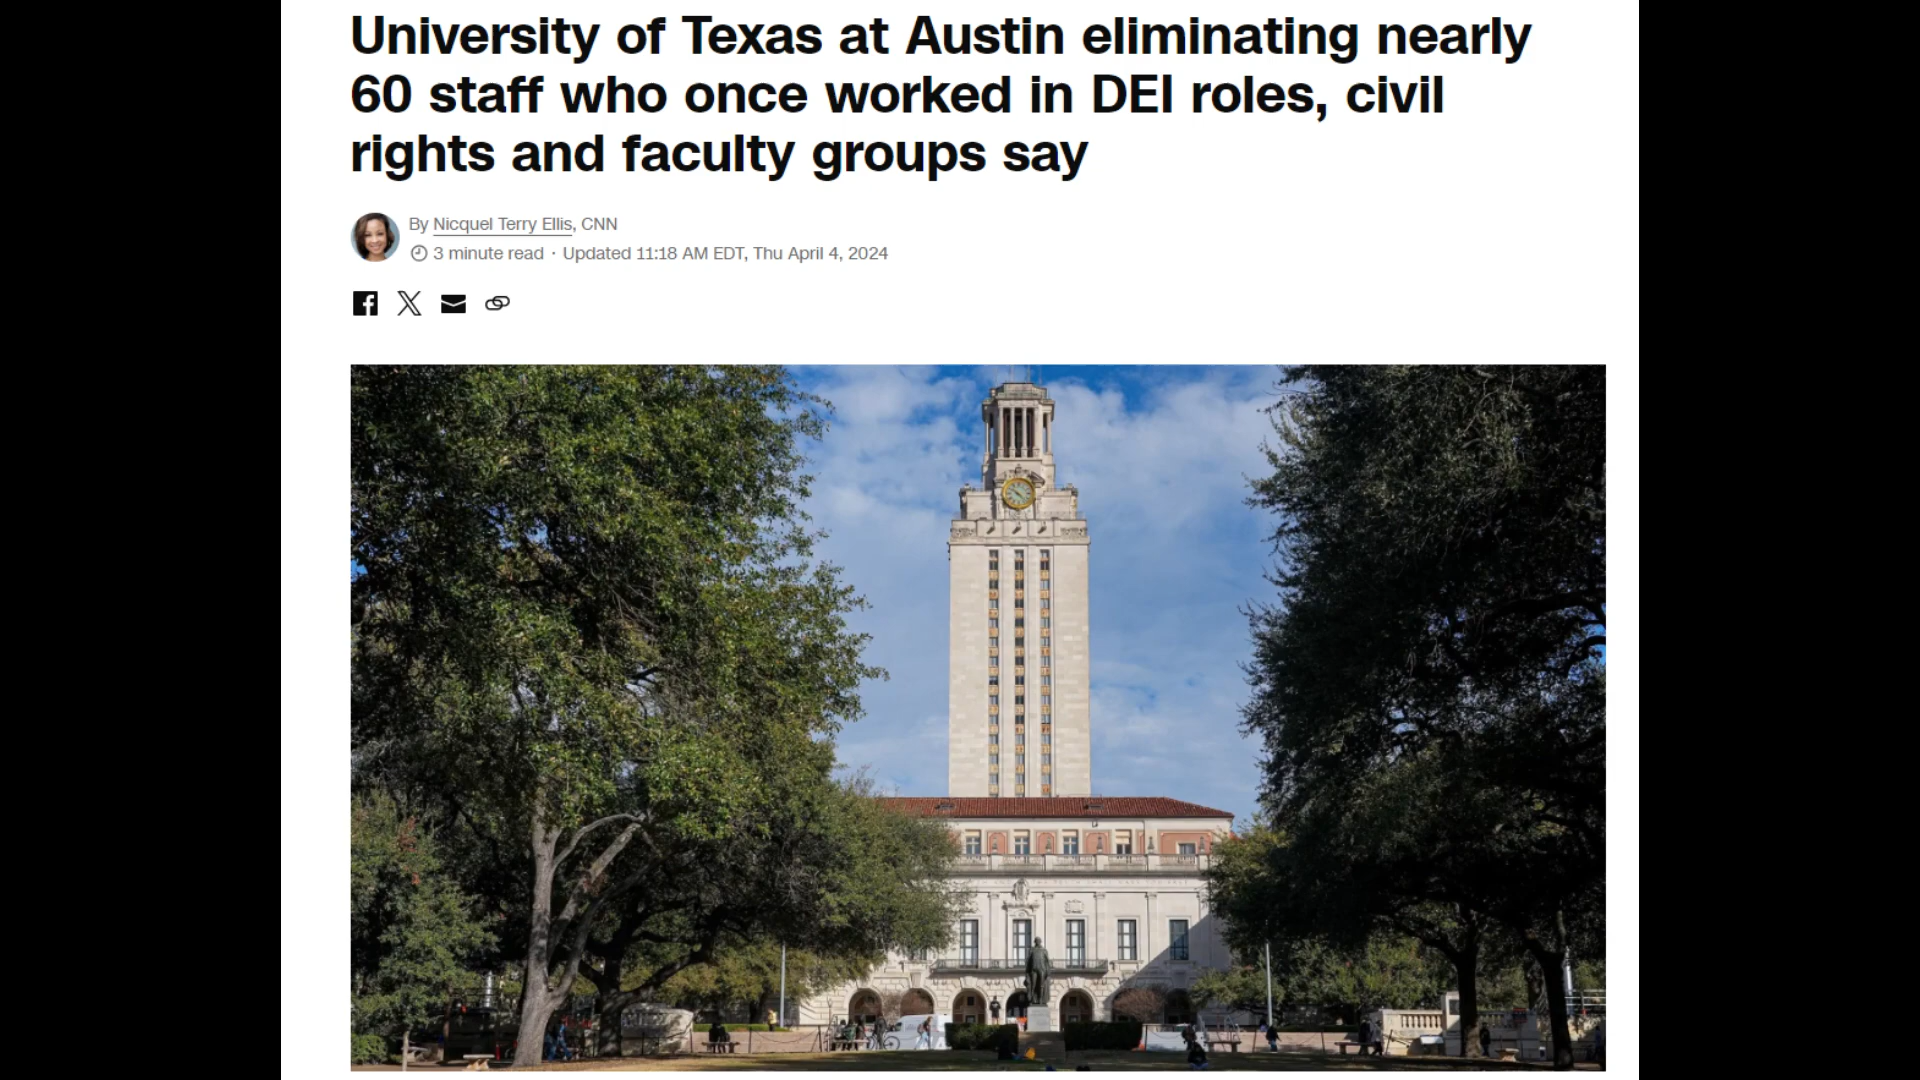 University of Texas at Austin eliminating nearly
60 staff who once worked in DEI roles, civil
rights and faculty groups say
By Nicquel Terry Ellis, CNN
3 minute read · Updated 11:18 AM EDT, Thu April 4, 2024